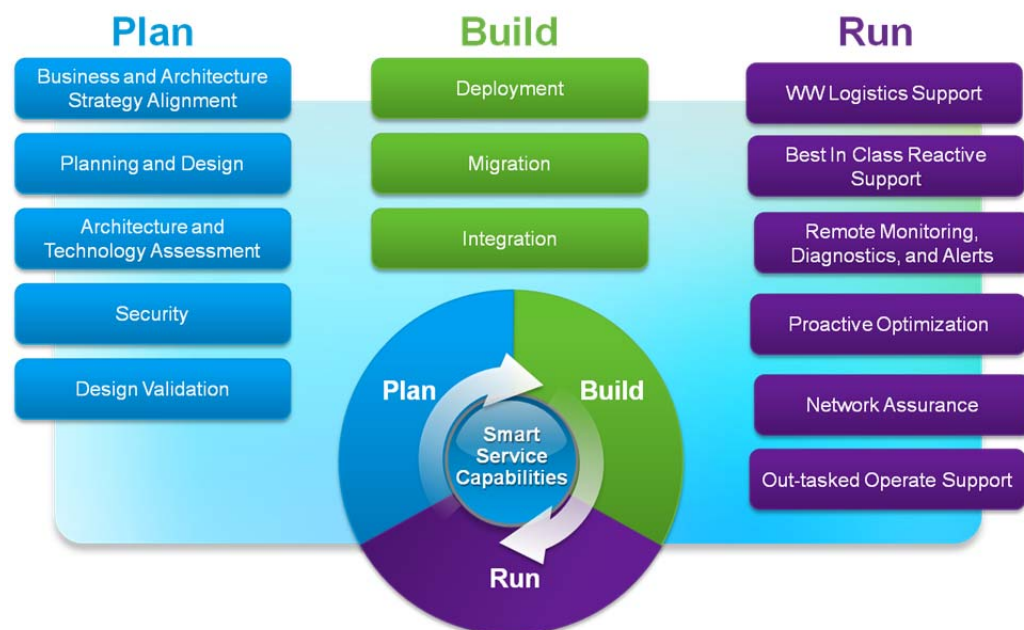 Plan
Business and Architecture
Strategy Alignment
Planning and Design
Architecture and
Technology Assessment
Security
Design Validation
Build
Deployment
Migration
Integration
Run
WW Logistics Support
Best In Class Reactive
Support
Remote Monitoring,
Diagnostics, and Alerts
Proactive Optimization
Network Assurance
Out-tasked Operate Support
Plan
Build
Smart
Service
Capabilities
Run